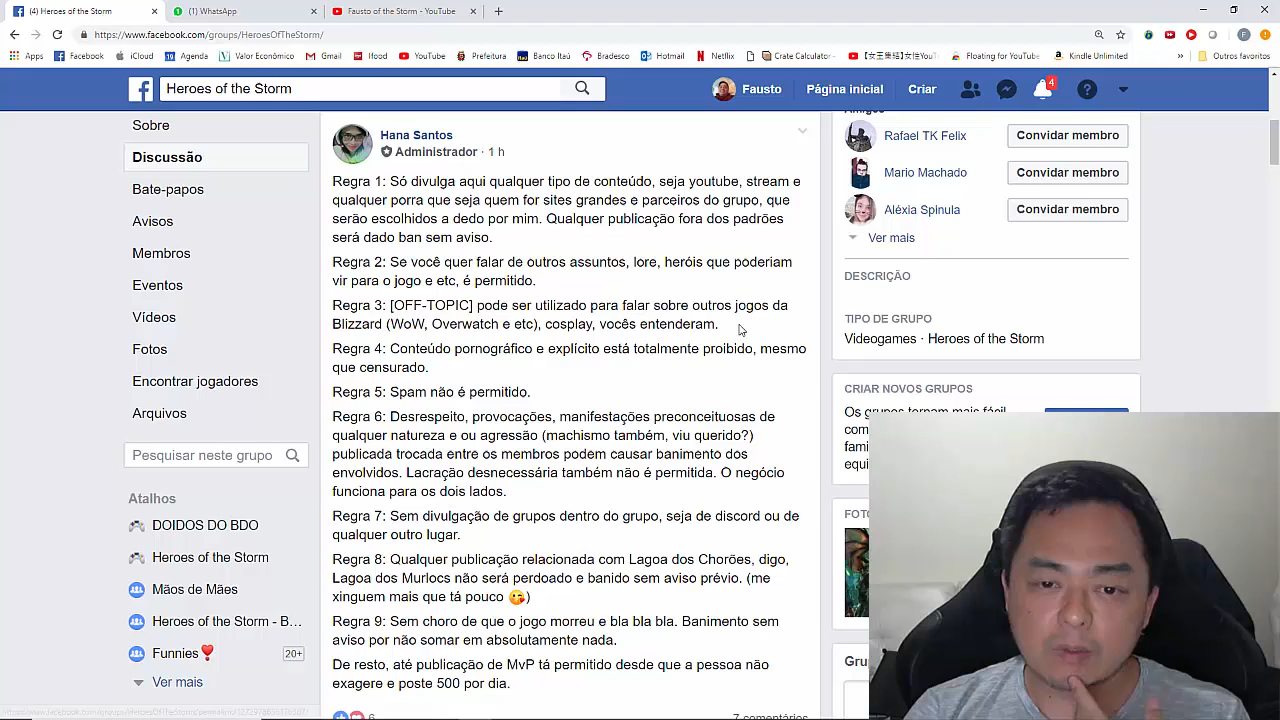 (4) Heroes of the Storm
(1) WhatsApp
Fausto of the Storm - YouTube
https://www.facebook.com/groups/HeroesOfTheStorm/
Apps Facebook iCloud Agenda Valor Econômico Gmail Ifood YouTube Prefeitura Banco Itaú Bradesco Hotmail Netflix Crate Calculator Floating for YouTube Kindle Unlimited » Outros favoritos
Heroes of the Storm
Fausto Página inicial Criar 4
Sobre
Discussão
Bate-papos
Avisos
Membros
Eventos
Vídeos
Fotos
Encontrar jogadores
Arquivos
Pesquisar neste grupo
Atalhos
DOIDOS DO BDO
Heroes of the Storm
Mãos de Mães
Heroes of the Storm - B...
Funnies❣️ 20+
Ver mais
Hana Santos
Administrador · 1 h
Regra 1: Só divulga aqui qualquer tipo de conteúdo, seja youtube, stream e
qualquer porra que seja quem for sites grandes e parceiros do grupo, que
serão escolhidos a dedo por mim. Qualquer publicação fora dos padrões
será dado ban sem aviso.
Regra 2: Se você quer falar de outros assuntos, lore, heróis que poderiam
vir para o jogo e etc, é permitido.
Regra 3: [OFF-TOPIC] pode ser utilizado para falar sobre outros jogos da
Blizzard (WoW, Overwatch e etc), cosplay, vocês entenderam.
Regra 4: Conteúdo pornográfico e explícito está totalmente proibido, mesmo
que censurado.
Regra 5: Spam não é permitido.
Regra 6: Desrespeito, provocações, manifestações preconceituosas de
qualquer natureza e ou agressão (machismo também, viu querido?)
publicada trocada entre os membros podem causar banimento dos
envolvidos. Lacração desnecessária também não é permitida. O negócio
funciona para os dois lados.
Regra 7: Sem divulgação de grupos dentro do grupo, seja de discord ou de
qualquer outro lugar.
Regra 8: Qualquer publicação relacionada com Lagoa dos Chorões, digo,
Lagoa dos Murlocs não será perdoado e banido sem aviso prévio. (me
xinguem mais que tá pouco 😘)
Regra 9: Sem choro de que o jogo morreu e bla bla bla. Banimento sem
aviso por não somar em absolutamente nada.
De resto, até publicação de MvP tá permitido desde que a pessoa não
exagere e poste 500 por dia.
6
7 comentários
Amigos
Rafael TK Felix Convidar membro
Mario Machado Convidar membro
Aléxia Spinula Convidar membro
Ver mais
DESCRIÇÃO
TIPO DE GRUPO
Videogames · Heroes of the Storm
CRIAR NOVOS GRUPOS
Os grupos tornam mais fácil
com
famí
equi
FOTO
Gru